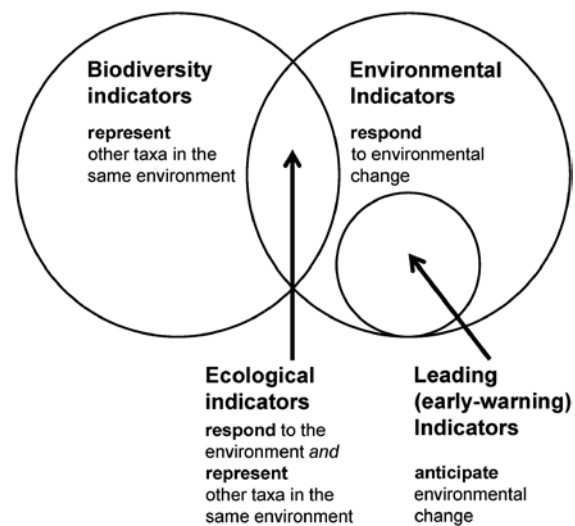 Biodiversity
indicators
represent
other taxa in the
same environment
Environmental
Indicators
respond
to environmental
change
Ecological
indicators
respond to the
environment and
represent
other taxa in the
same environment
Leading
(early-warning)
Indicators
anticipate
environmental
change